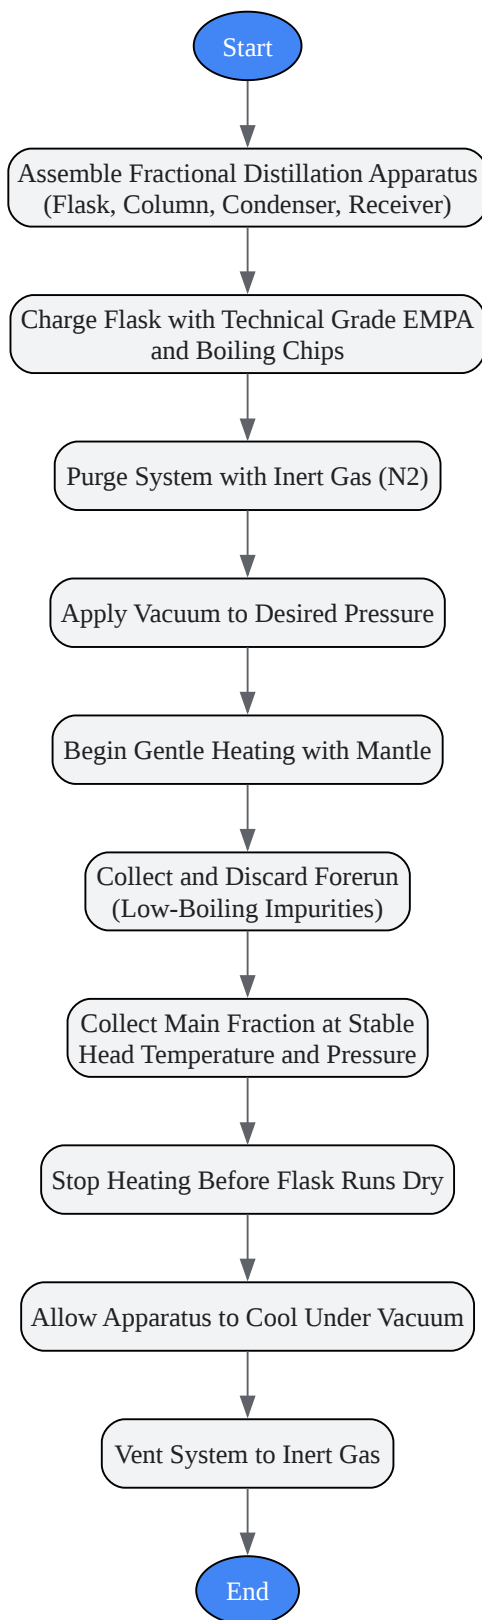 Start
Assemble Fractional Distillation Apparatus
(Flask, Column, Condenser, Receiver)
Charge Flask with Technical Grade EMPA
and Boiling Chips
Purge System with Inert Gas (N2)
Apply Vacuum to Desired Pressure
Begin Gentle Heating with Mantle
Collect and Discard Forerun
(Low-Boiling Impurities)
Collect Main Fraction at Stable
Head Temperature and Pressure
Stop Heating Before Flask Runs Dry
Allow Apparatus to Cool Under Vacuum
Vent System to Inert Gas
End